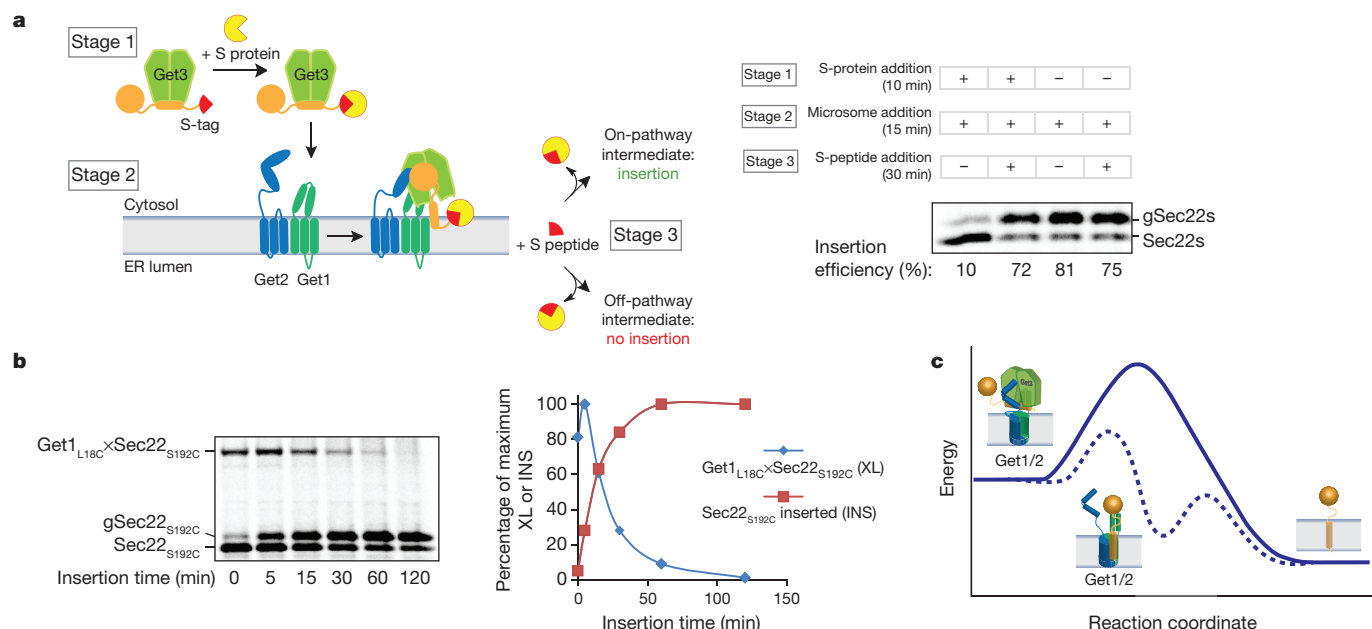 a
Stage 1
+ S protein
Get3
Get3
S-tag
Stage 2
Cytosol
ER lumen
Get2
Get1
On-pathway
intermediate:
insertion
+ S peptide
Stage 3
Off-pathway
intermediate:
no insertion
Stage 1
S-protein addition
(10 min)
+ + – –
Stage 2
Microsome addition
(15 min)
+ + + +
Stage 3
S-peptide addition
(30 min)
– + – +
gSec22s
Sec22s
Insertion
efficiency (%): 10 72 81 75
b
Get1L18C×Sec22S192C
gSec22S192C
Sec22S192C
Insertion time (min) 0 5 15 30 60 120
Percentage of maximum
XL or INS
100
80
60
40
20
0
0 50 100 150
Insertion time (min)
Get1L18C×Sec22S192C (XL)
Sec22S192C inserted (INS)
c
Energy
Get3
Get1/2
Get1/2
Reaction coordinate